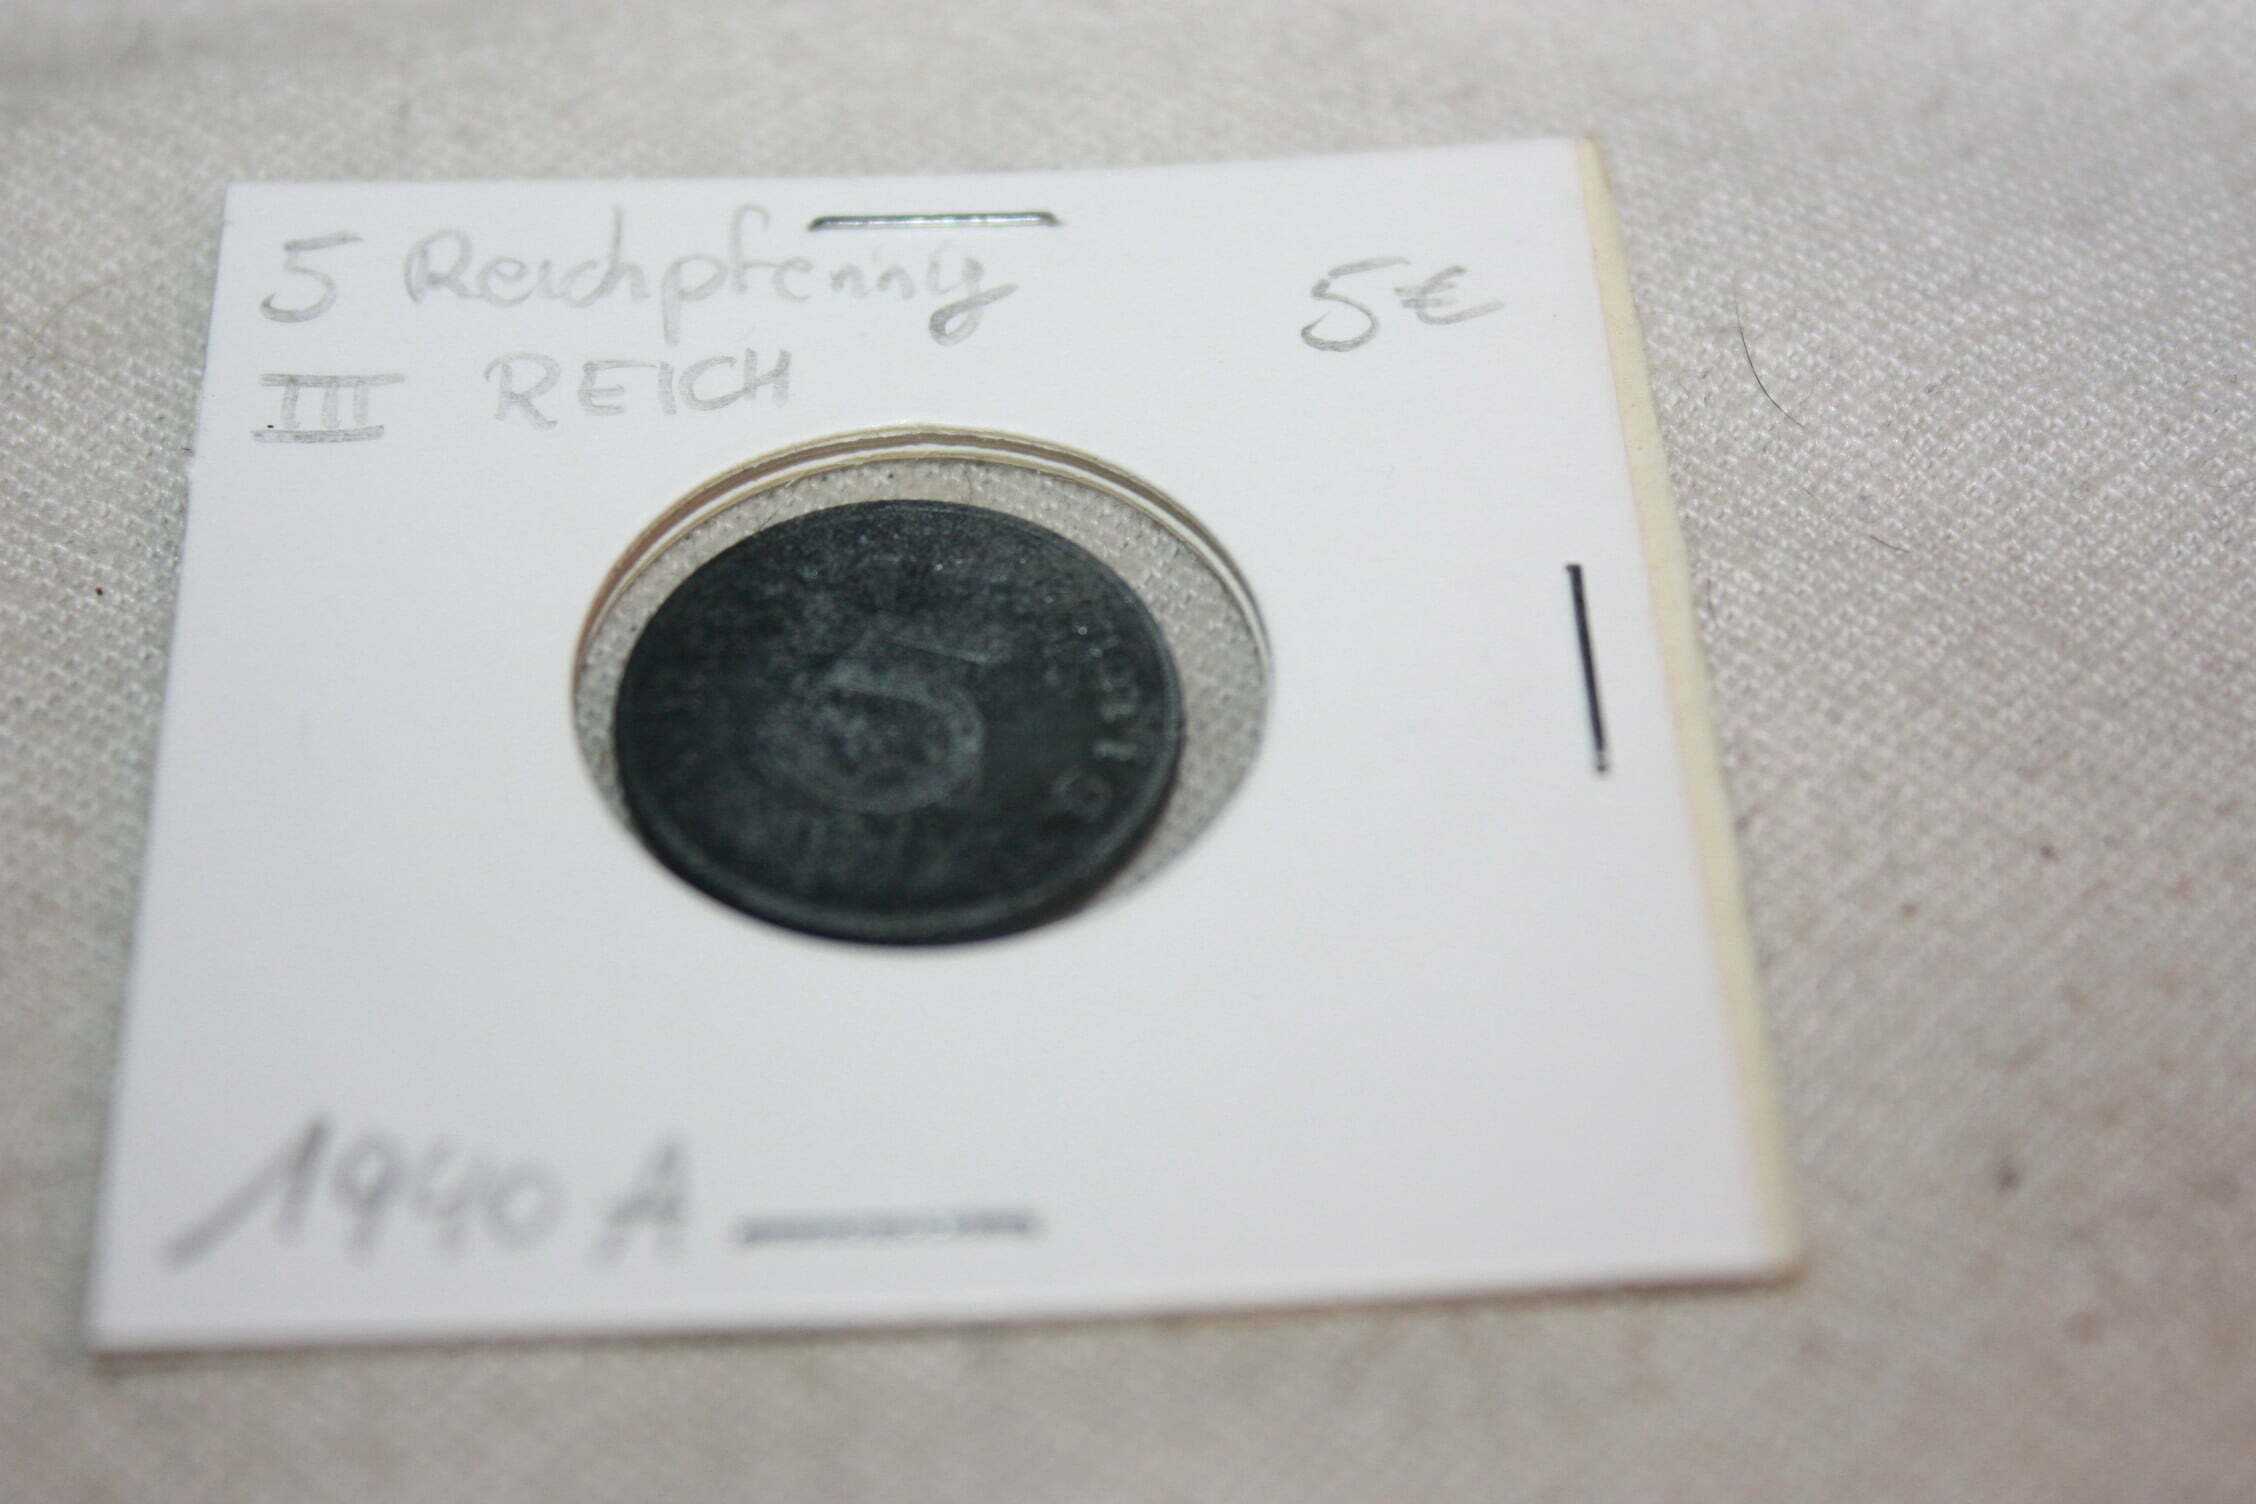 5 Reichpfennig
5€
III REICH
1940 A